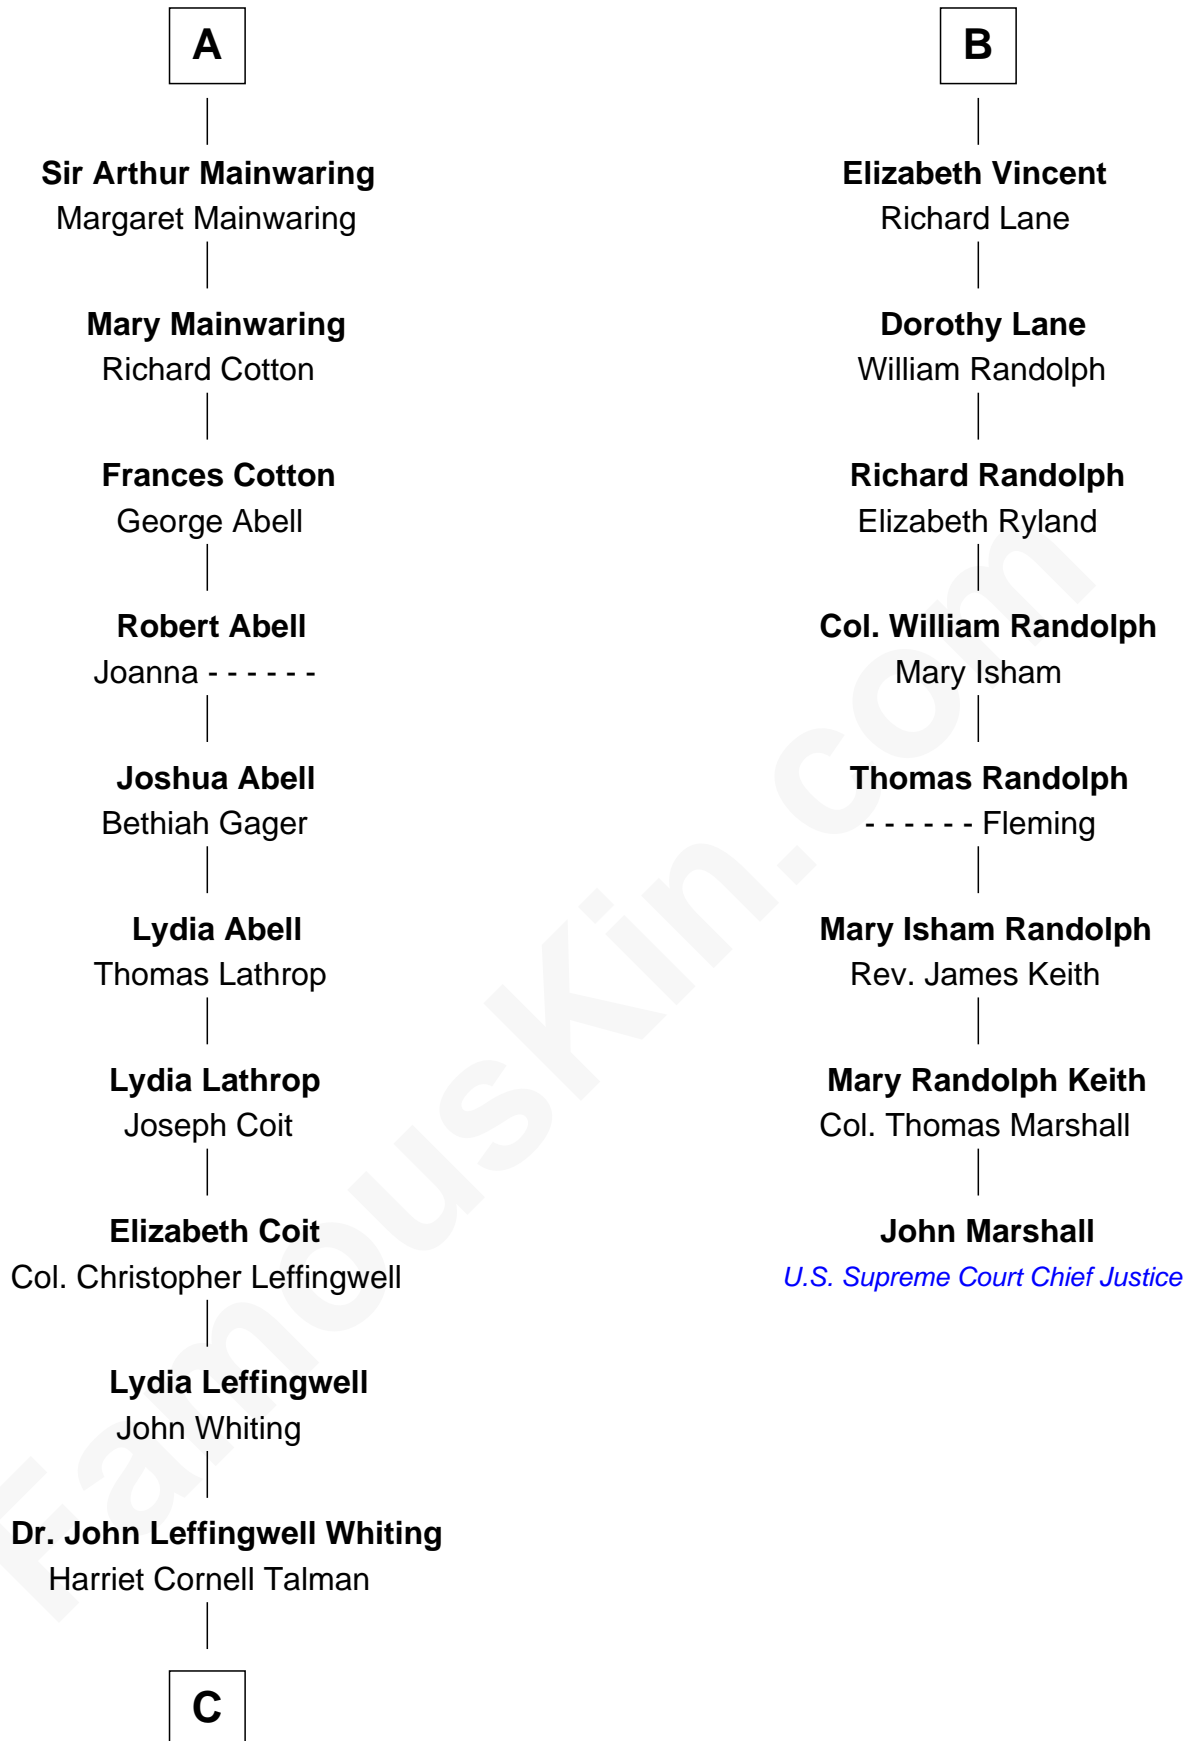 A
Sir Arthur Mainwaring
Margaret Mainwaring
Mary Mainwaring
Richard Cotton
Frances Cotton
George Abell
Robert Abell
Joanna - - - - - -
Joshua Abell
Bethiah Gager
Lydia Abell
Thomas Lathrop
Lydia Lathrop
Joseph Coit
Elizabeth Coit
Col. Christopher Leffingwell
Lydia Leffingwell
John Whiting
Dr. John Leffingwell Whiting
Harriet Cornell Talman
C
B
Elizabeth Vincent
Richard Lane
Dorothy Lane
William Randolph
Richard Randolph
Elizabeth Ryland
Col. William Randolph
Mary Isham
Thomas Randolph
- - - - - - Fleming
Mary Isham Randolph
Rev. James Keith
Mary Randolph Keith
Col. Thomas Marshall
John Marshall
U.S. Supreme Court Chief Justice
FamousKin.com